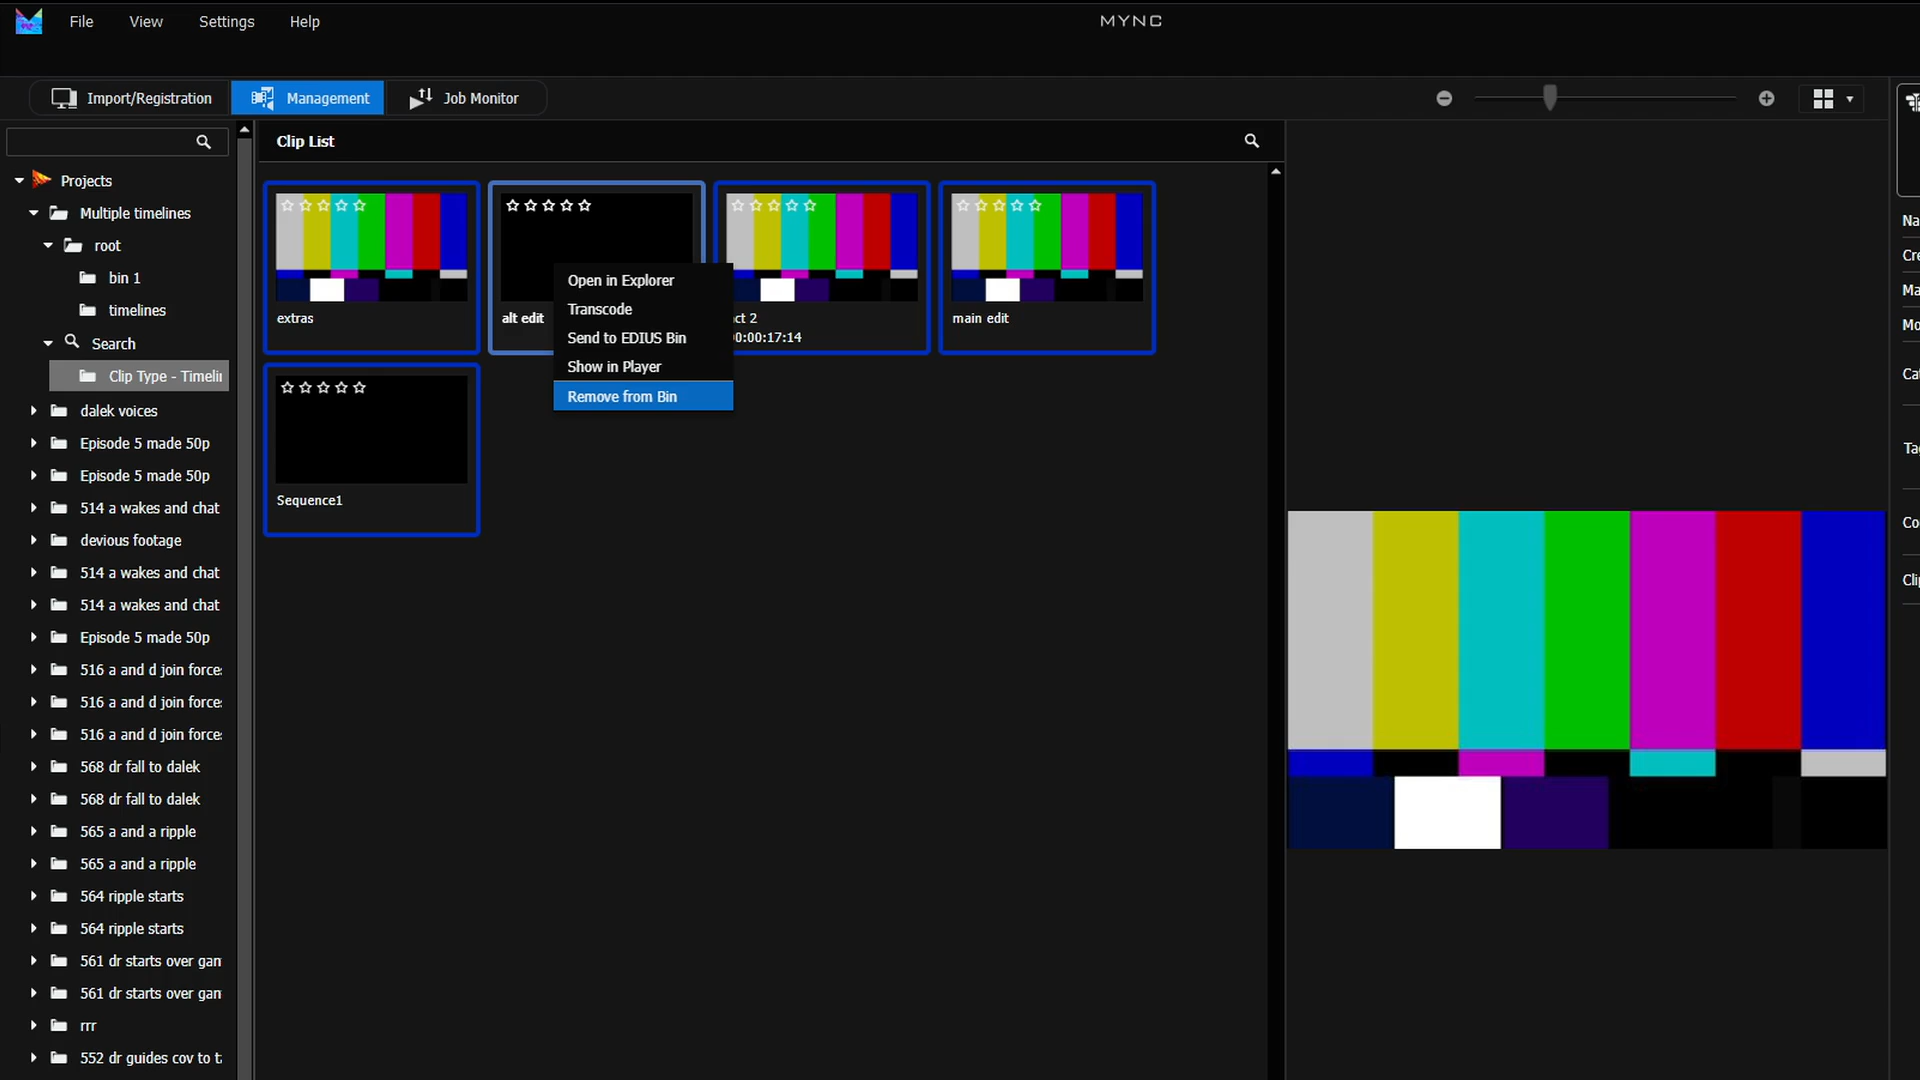 File View Settings Help
MYNC
Import/Registration Management Job Monitor
Clip List
Projects
Multiple timelines
root
bin 1
timelines
Search
Clip Type - Timeli
dalek voices
Episode 5 made 50p
Episode 5 made 50p
514 a wakes and chat
devious footage
514 a wakes and chat
514 a wakes and chat
Episode 5 made 50p
516 a and d join force
516 a and d join force
516 a and d join force
568 dr fall to dalek
568 dr fall to dalek
565 a and a ripple
565 a and a ripple
564 ripple starts
564 ripple starts
561 dr starts over gam
561 dr starts over gam
rrr
552 dr guides cov to t
extras
alt edit
ct 2
00:00:17:14
main edit
Sequence1
Open in Explorer
Transcode
Send to EDIUS Bin
Show in Player
Remove from Bin
Na
Cre
Ma
Mo
Cat
Tag
Co
Cli